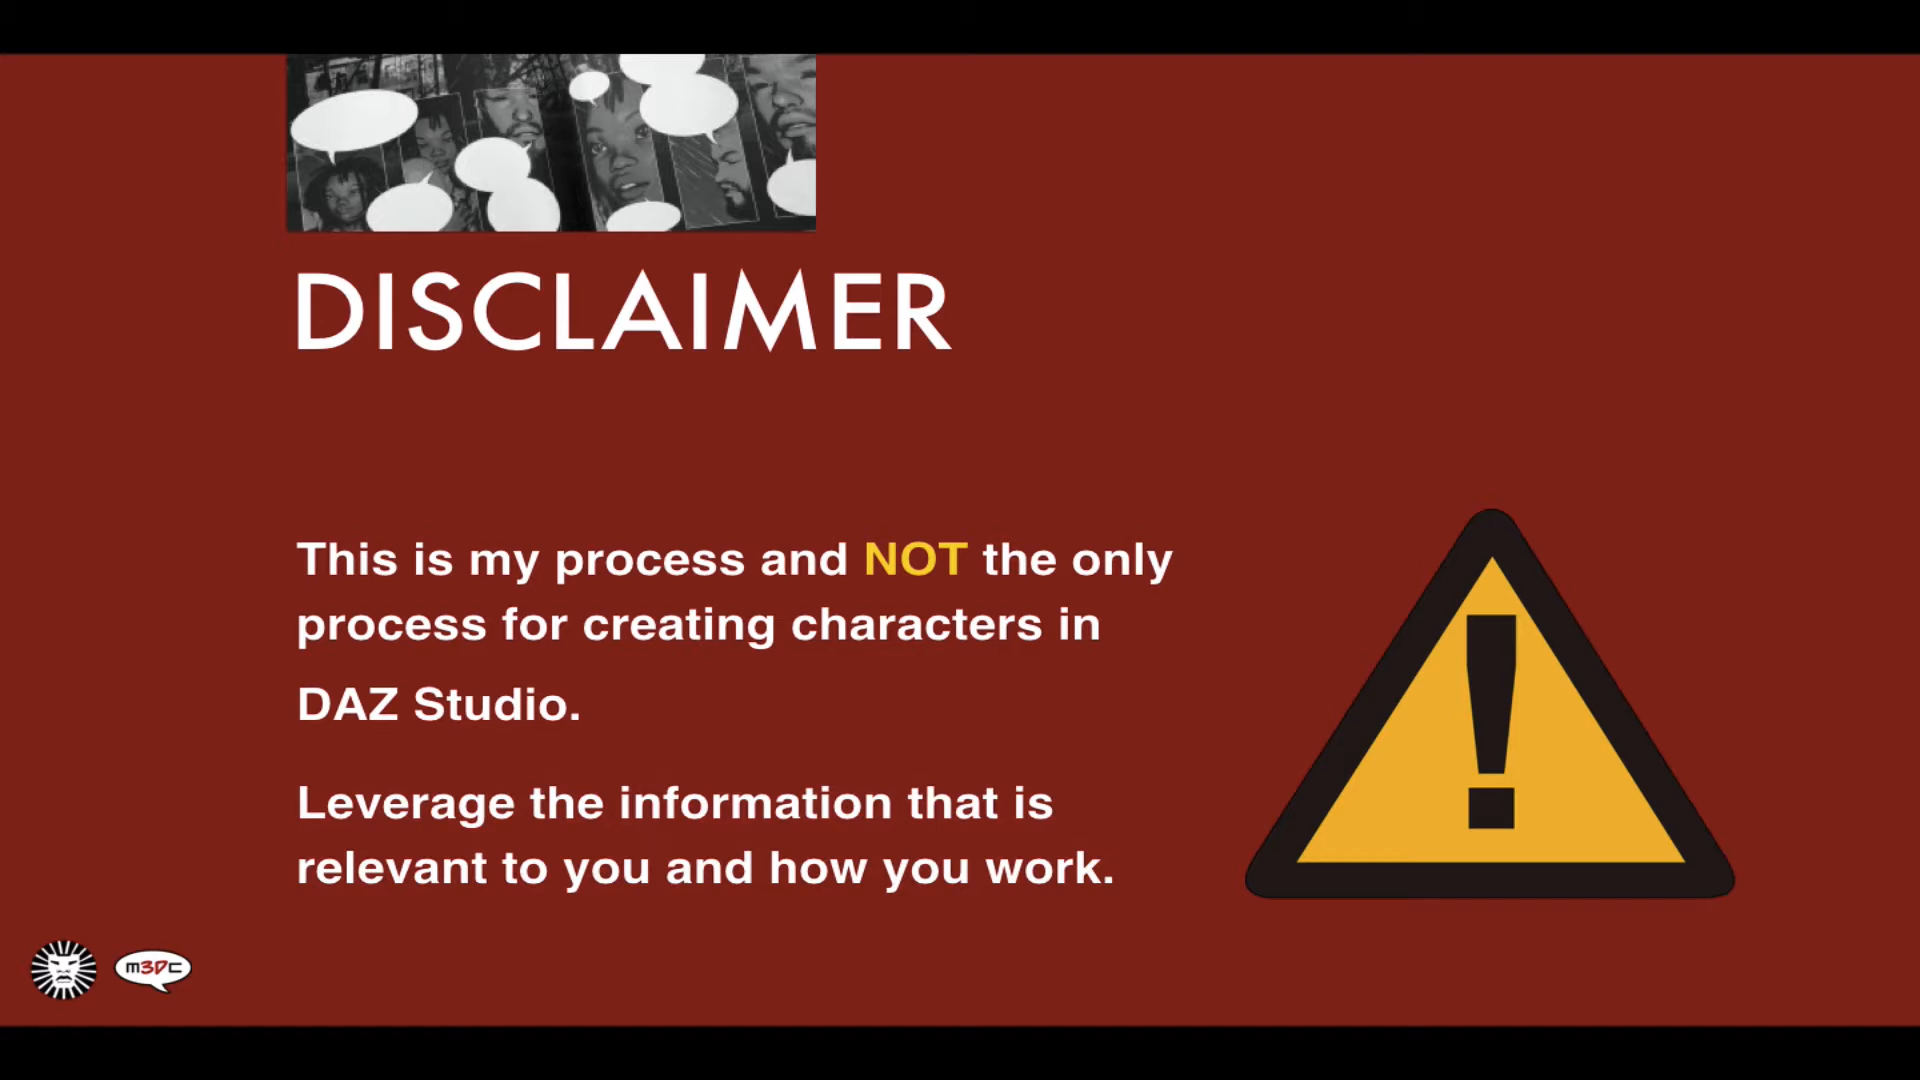 DISCLAIMER
This is my process and NOT the only
process for creating characters in
DAZ Studio.
Leverage the information that is
relevant to you and how you work.
m3DC